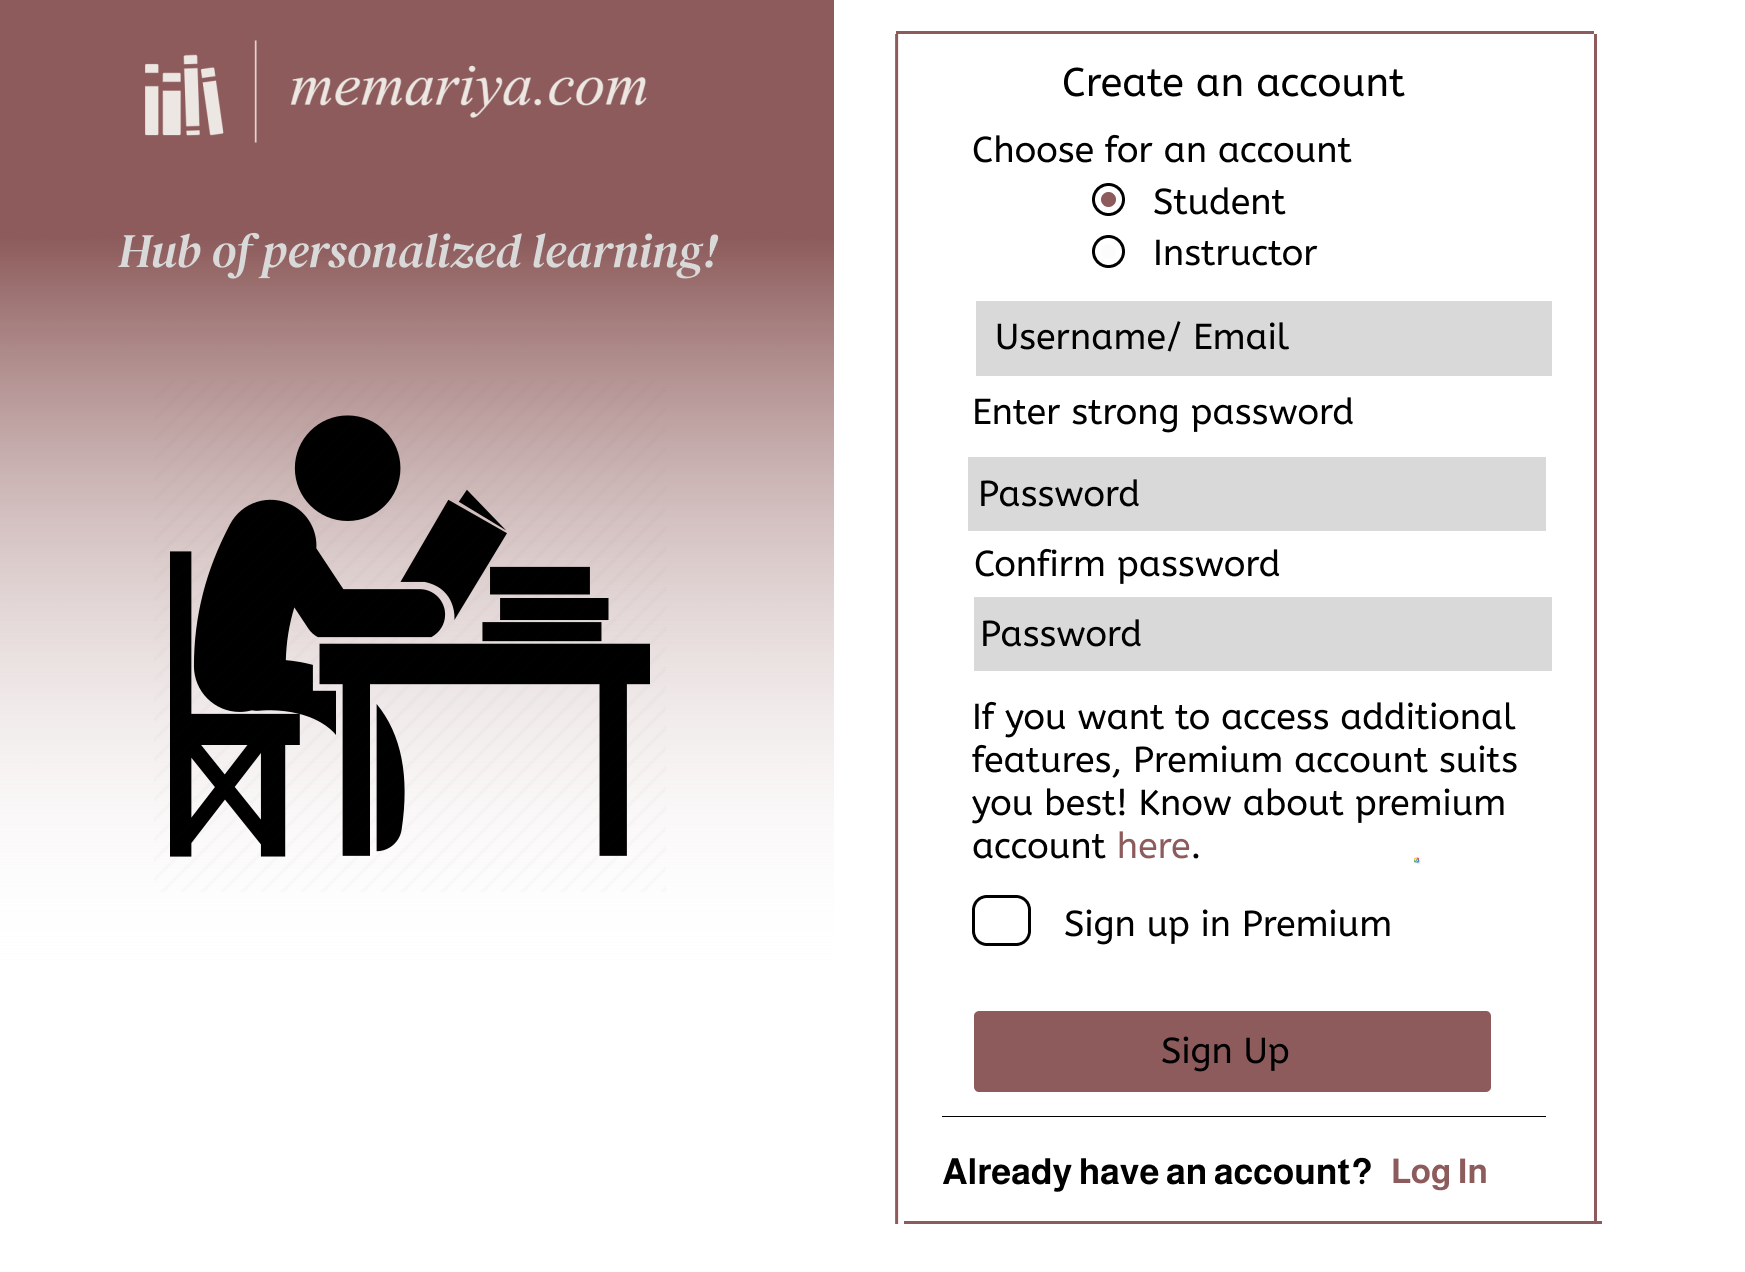 memariya.com
Hub of personalized learning!
Create an account
Choose for an account
Student
Instructor
Username/ Email
Enter strong password
Password
Confirm password
Password
If you want to access additional
features, Premium account suits
you best! Know about premium
account here.
Sign up in Premium
Sign Up
Already have an account? Log In